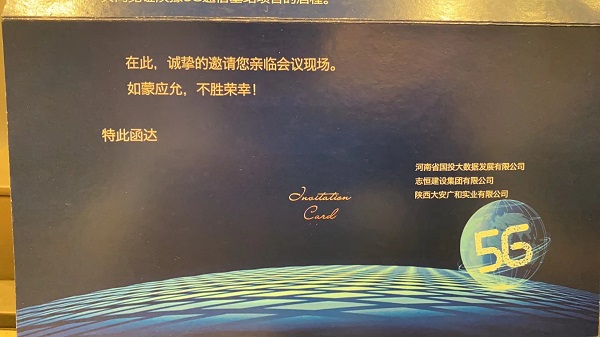 在此，诚挚的邀请您亲临会议现场。
如蒙应允，不胜荣幸！
特此函达
河南省国投大数据发展有限公司
志恒建设集团有限公司
陕西大安广和实业有限公司
Invitation
Card
5G